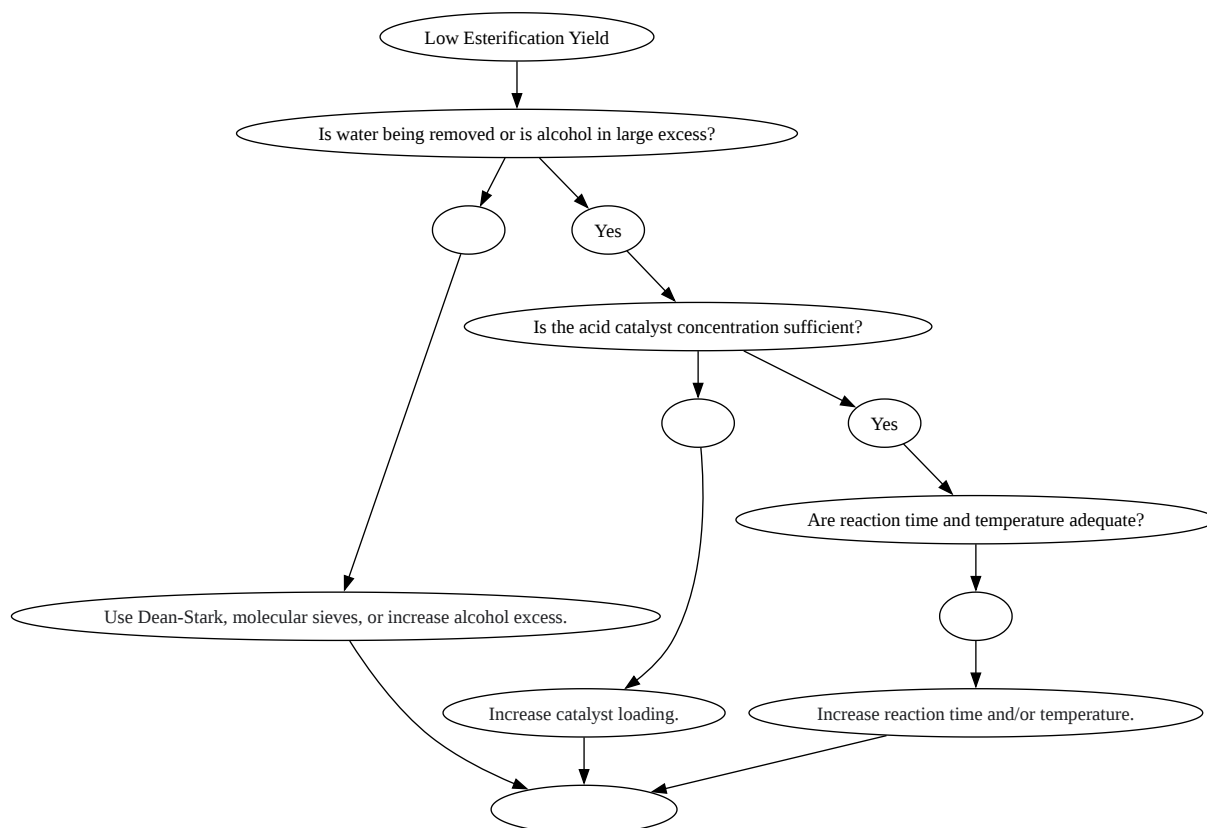 Low Esterification Yield
Is water being removed or is alcohol in large excess?
Yes
Is the acid catalyst concentration sufficient?
Yes
Are reaction time and temperature adequate?
Use Dean-Stark, molecular sieves, or increase alcohol excess.
Increase catalyst loading.
Increase reaction time and/or temperature.